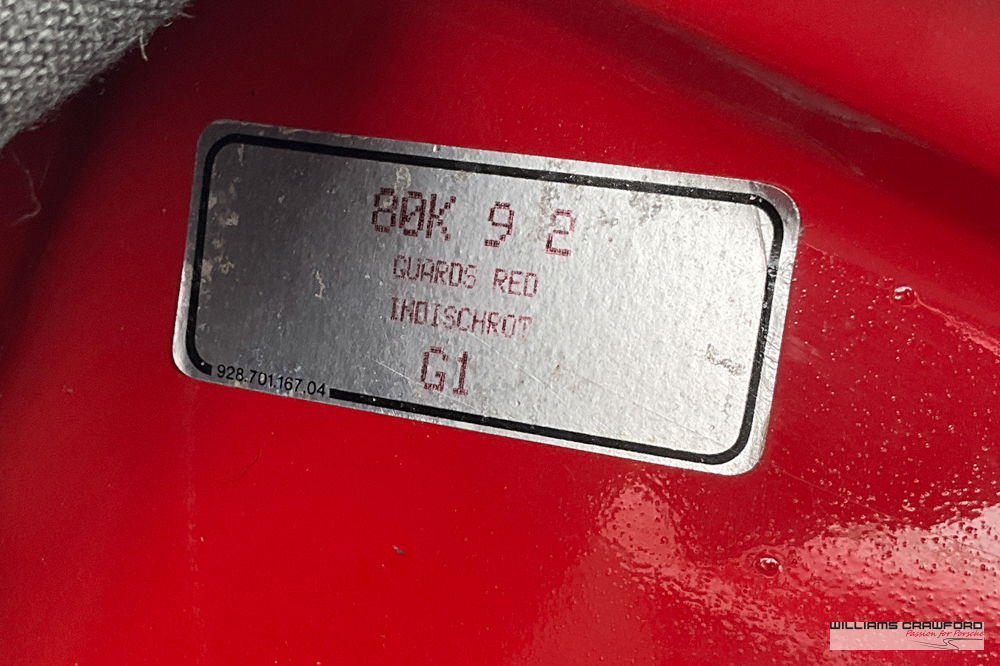 80K 9 2
GUARDS RED
INDISCHROT
G1
928.701.167.04
WILLIAMS CRAWFORD
Passion for Porsche